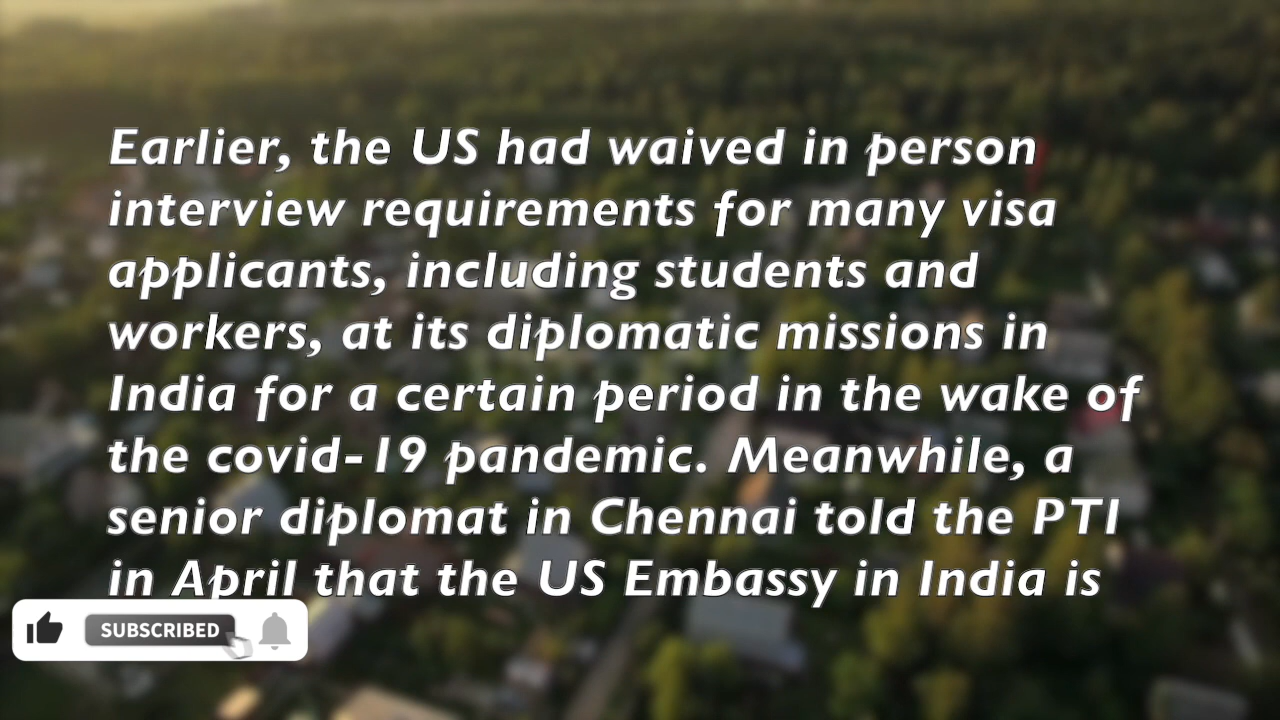 Earlier, the US had waived in person
interview requirements for many visa
applicants, including students and
workers, at its diplomatic missions in
India for a certain period in the wake of
the covid-19 pandemic. Meanwhile, a
senior diplomat in Chennai told the PTI
in April that the US Embassy in India is
SUBSCRIBED